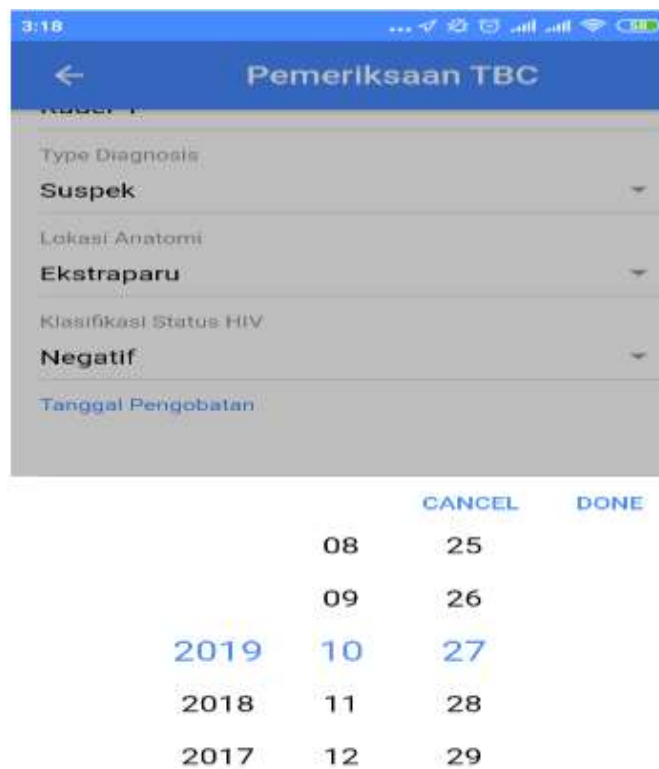 3:18
Pemeriksaan TBC
Type Diagnosis
Suspek
Lokasi Anatomi
Ekstraparu
Klasifikasi Status HIV
Negatif
Tanggal Pengobatan
CANCEL DONE
08 25
09 26
2019 10 27
2018 11 28
2017 12 29